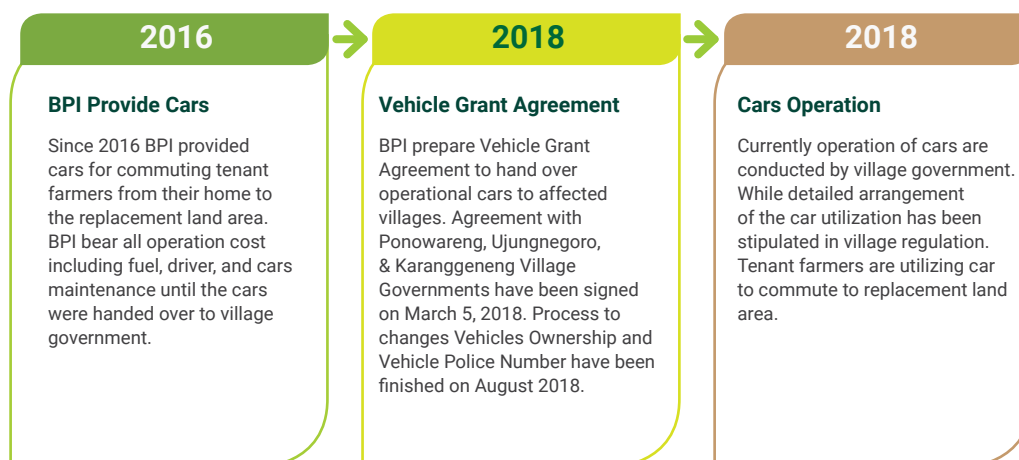 2016
BPI Provide Cars
Since 2016 BPI provided
cars for commuting tenant
farmers from their home to
the replacement land area.
BPI bear all operation cost
including fuel, driver, and cars
maintenance until the cars
were handed over to village
government.
2018
Vehicle Grant Agreement
BPI prepare Vehicle Grant
Agreement to hand over
operational cars to affected
villages. Agreement with
Ponowareng, Ujungnegoro,
& Karanggeneng Village
Governments have been signed
on March 5, 2018. Process to
changes Vehicles Ownership and
Vehicle Police Number have been
finished on August 2018.
2018
Cars Operation
Currently operation of cars are
conducted by village government.
While detailed arrangement
of the car utilization has been
stipulated in village regulation.
Tenant farmers are utilizing car
to commute to replacement land
area.